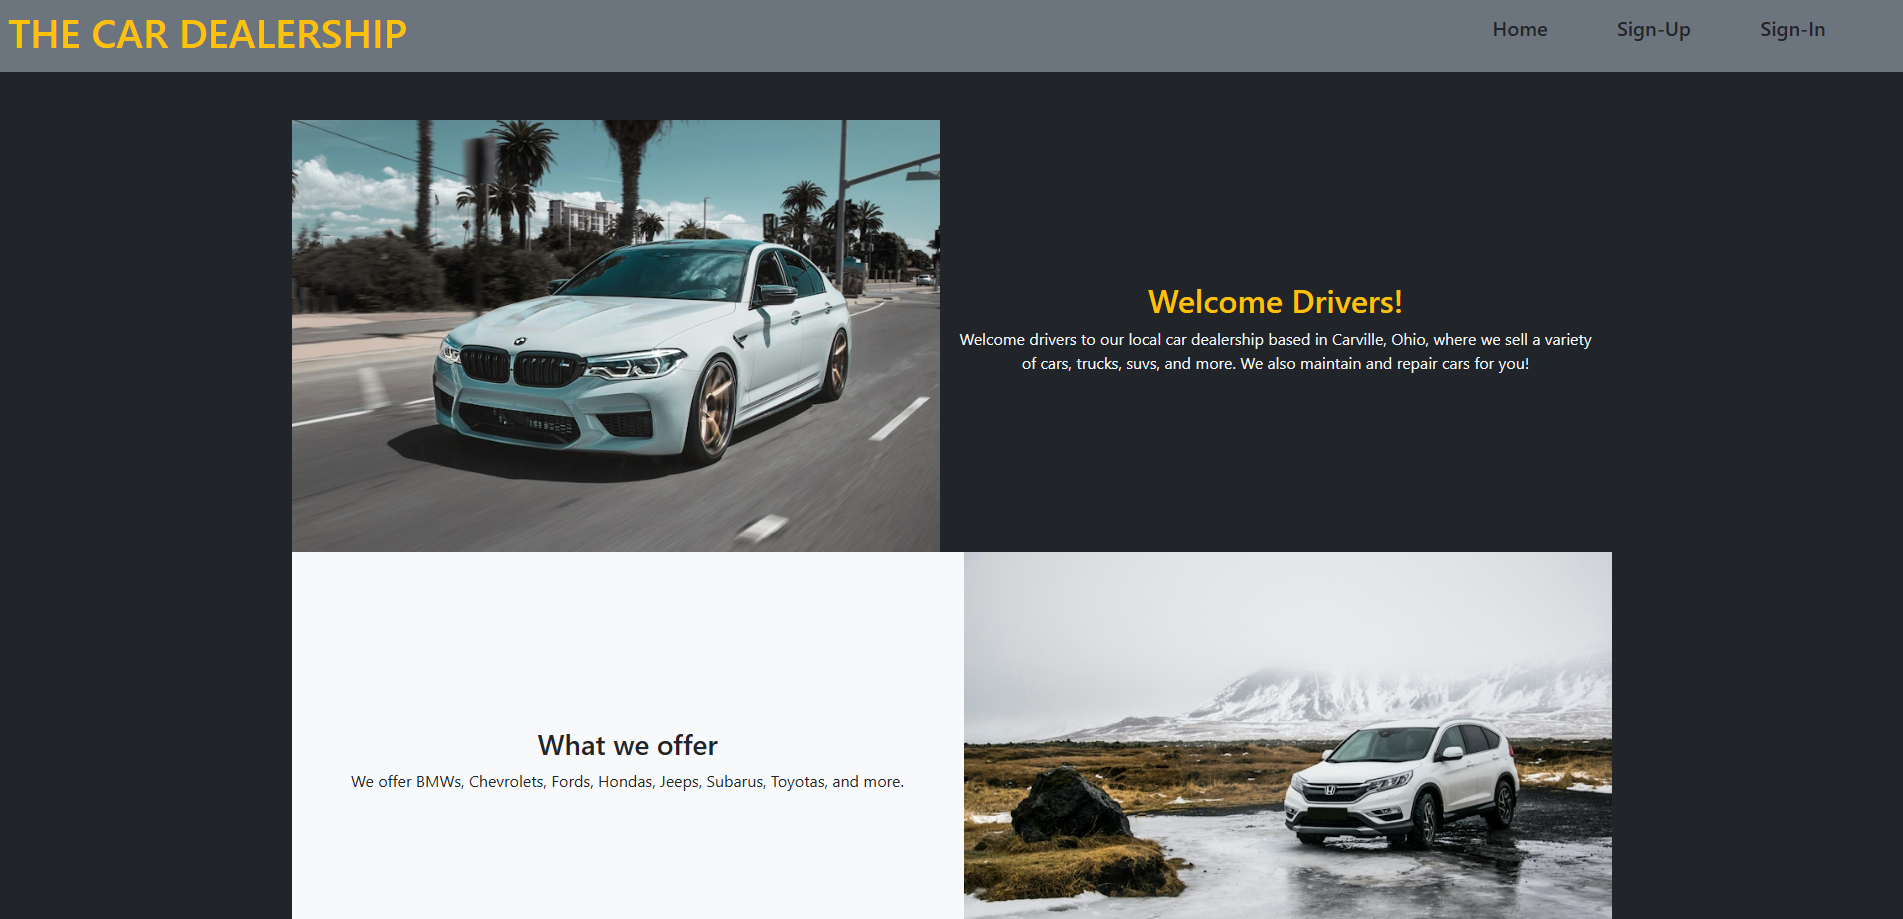 THE CAR DEALERSHIP
Home
Sign-Up
Sign-In
Welcome Drivers!
Welcome drivers to our local car dealership based in Carville, Ohio, where we sell a variety
of cars, trucks, suvs, and more. We also maintain and repair cars for you!
What we offer
We offer BMWs, Chevrolets, Fords, Hondas, Jeeps, Subarus, Toyotas, and more.